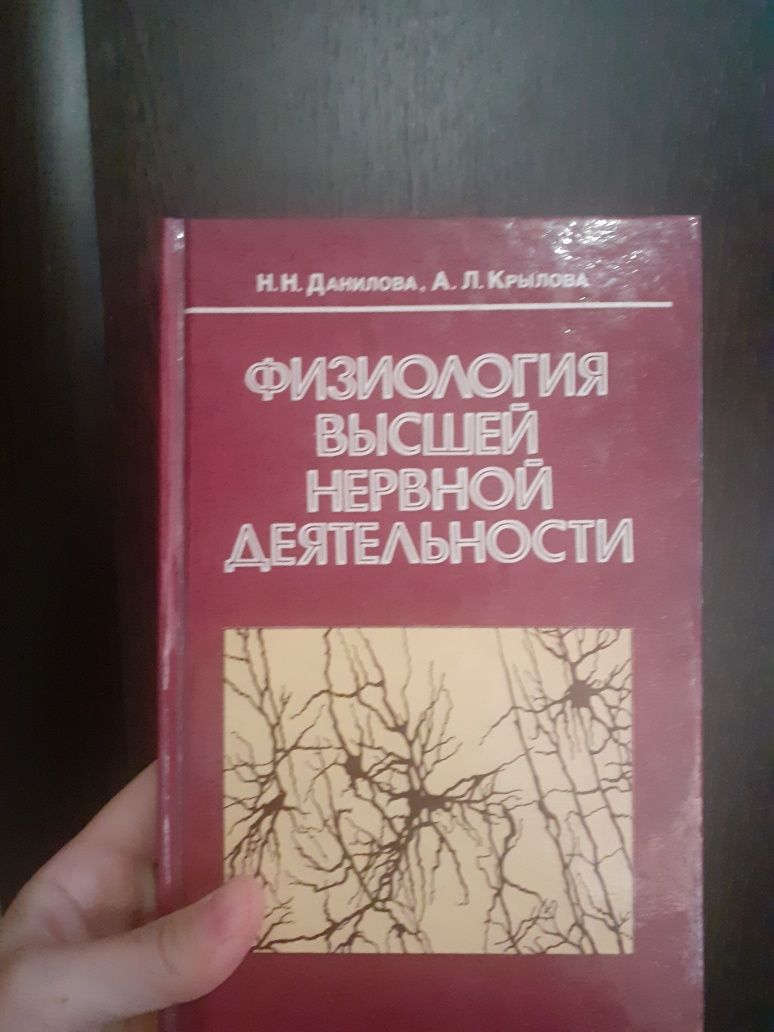 Н. Н. Данилова, А. Л. Крылова
ФИЗИОЛОГИЯ
ВЫСШЕЙ
НЕРВНОЙ
ДЕЯТЕЛЬНОСТИ